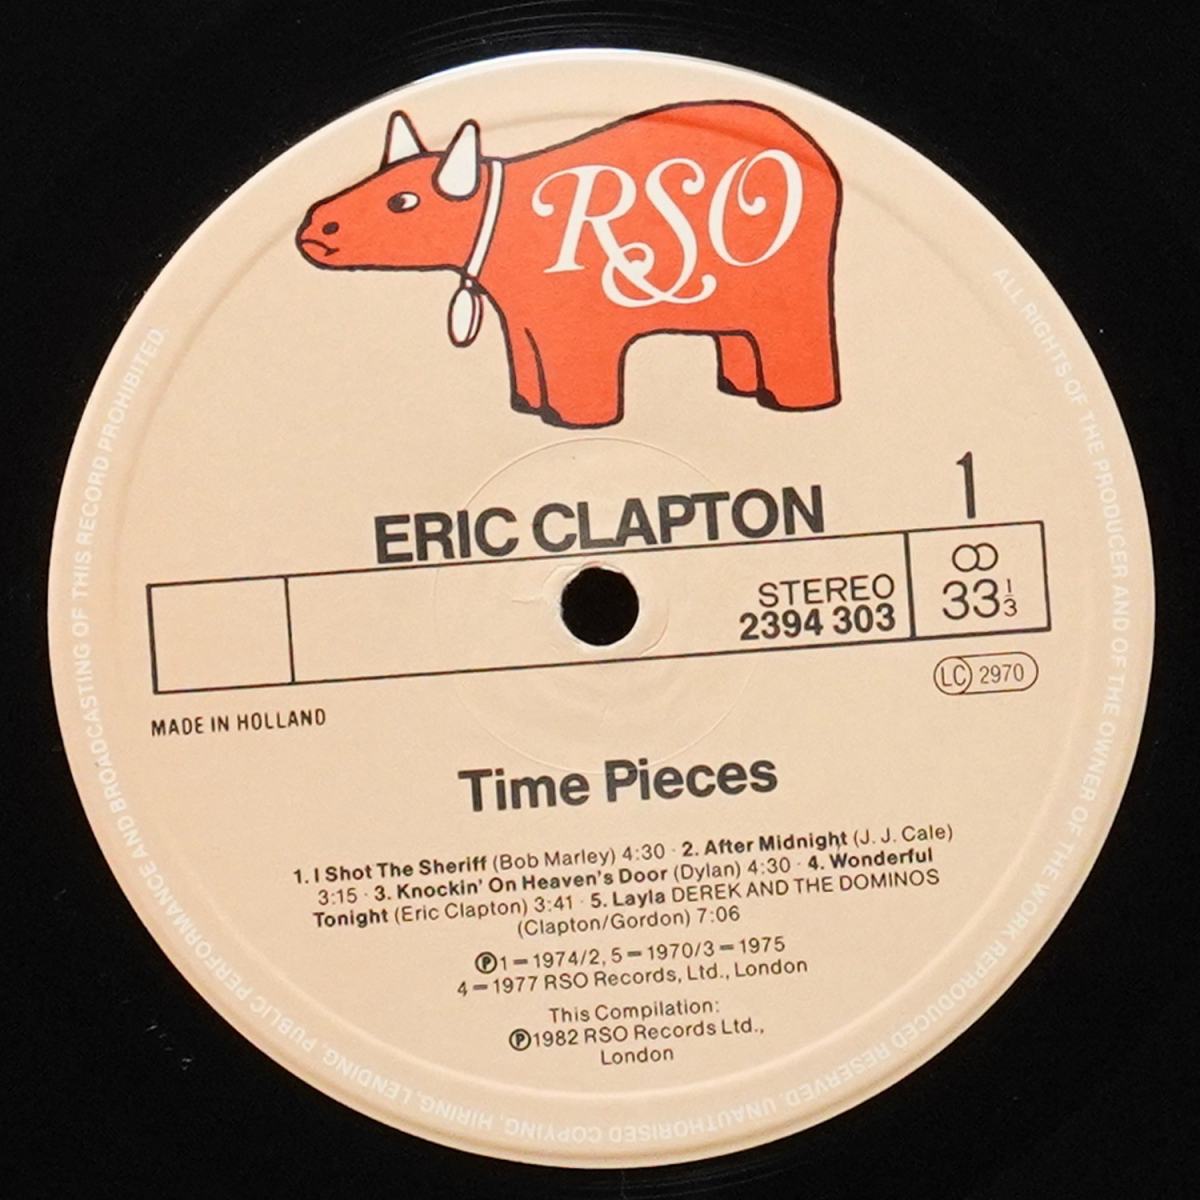 RSO
1
ERIC CLAPTON
STEREO
2394 303
33 1/3
LC 2970
MADE IN HOLLAND
Time Pieces
1. I Shot The Sheriff (Bob Marley) 4:30 · 2. After Midnight (J. J. Cale)
3:15 · 3. Knockin' On Heaven's Door (Dylan) 4:30 · 4. Wonderful
Tonight (Eric Clapton) 3:41 · 5. Layla DEREK AND THE DOMINOS
(Clapton/Gordon) 7:06
℗1–1974/2, 5–1970/3–1975
4–1977 RSO Records, Ltd., London
This Compilation:
℗1982 RSO Records Ltd.,
London
ALL RIGHTS OF THE PRODUCER AND OF THE OWNER OF THE WORK REPRODUCED RESERVED. UNAUTHORISED COPYING, HIRING, LENDING, PUBLIC PERFORMANCE AND BROADCASTING OF THIS RECORD PROHIBITED.